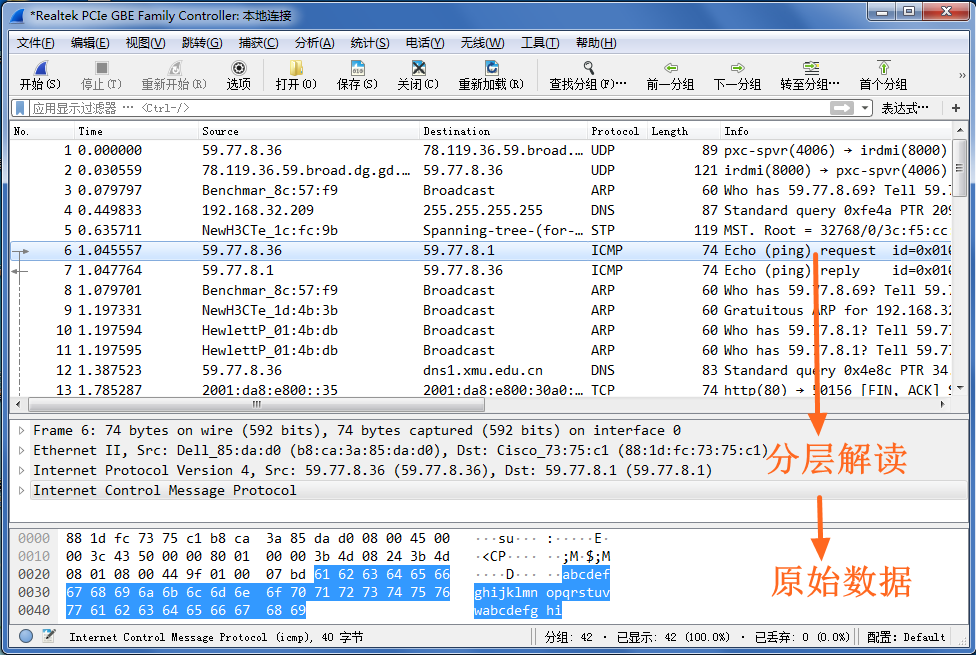 *Realtek PCIe GBE Family Controller: 本地连接
文件(F) 编辑(E) 视图(V) 跳转(G) 捕获(C) 分析(A) 统计(S) 电话(Y) 无线(W) 工具(T) 帮助(H)
开始(S) 停止(T) 重新开始(R) 选项 打开(O) 保存(S) 关闭(C) 重新加载(R) 查找分组(F)… 前一分组 下一分组 转至分组… 首个分组 »
应用显示过滤器 … <Ctrl-/> 表达式… +
No. Time Source Destination Protocol Length Info
1 0.000000 59.77.8.36 78.119.36.59.broad.… UDP 89 pxc-spvr(4006) → irdmi(8000)
2 0.030559 78.119.36.59.broad.dg.gd.… 59.77.8.36 UDP 121 irdmi(8000) → pxc-spvr(4006)
3 0.079797 Benchmar_8c:57:f9 Broadcast ARP 60 Who has 59.77.8.69? Tell 59.7
4 0.449833 192.168.32.209 255.255.255.255 DNS 87 Standard query 0xfe4a PTR 209
5 0.635711 NewH3CTe_1c:fc:9b Spanning-tree-(for-… STP 119 MST. Root = 32768/0/3c:f5:cc
6 1.045557 59.77.8.36 59.77.8.1 ICMP 74 Echo (ping) request id=0x010
7 1.047764 59.77.8.1 59.77.8.36 ICMP 74 Echo (ping) reply id=0x010
8 1.079701 Benchmar_8c:57:f9 Broadcast ARP 60 Who has 59.77.8.69? Tell 59.7
9 1.197331 NewH3CTe_1d:4b:3b Broadcast ARP 60 Gratuitous ARP for 192.168.32
10 1.197594 HewlettP_01:4b:db Broadcast ARP 60 Who has 59.77.8.1? Tell 59.77
11 1.197595 HewlettP_01:4b:db Broadcast ARP 60 Who has 59.77.8.1? Tell 59.77
12 1.387523 59.77.8.36 dns1.xmu.edu.cn DNS 83 Standard query 0x4e8c PTR 34.
13 1.785287 2001:da8:e800::35 2001:da8:e800:30a0:… TCP 74 http(80) → 50156 [FIN, ACK] S
Frame 6: 74 bytes on wire (592 bits), 74 bytes captured (592 bits) on interface 0
Ethernet II, Src: Dell_85:da:d0 (b8:ca:3a:85:da:d0), Dst: Cisco_73:75:c1 (88:1d:fc:73:75:c1)
分层解读
Internet Protocol Version 4, Src: 59.77.8.36 (59.77.8.36), Dst: 59.77.8.1 (59.77.8.1)
Internet Control Message Protocol
0000 88 1d fc 73 75 c1 b8 ca 3a 85 da d0 08 00 45 00 ···su··· :·····E·
0010 00 3c 43 50 00 00 80 01 00 00 3b 4d 08 24 3b 4d ·<CP···· ··;M·$;M
0020 08 01 08 00 44 9f 01 00 07 bd 61 62 63 64 65 66 ····D··· ··abcdef
0030 67 68 69 6a 6b 6c 6d 6e 6f 70 71 72 73 74 75 76 ghijklmn opqrstuv
0040 77 61 62 63 64 65 66 67 68 69 wabcdefg hi
原始数据
Internet Control Message Protocol (icmp), 40 字节 分组: 42 · 已显示: 42 (100.0%) · 已丢弃: 0 (0.0%) 配置: Default